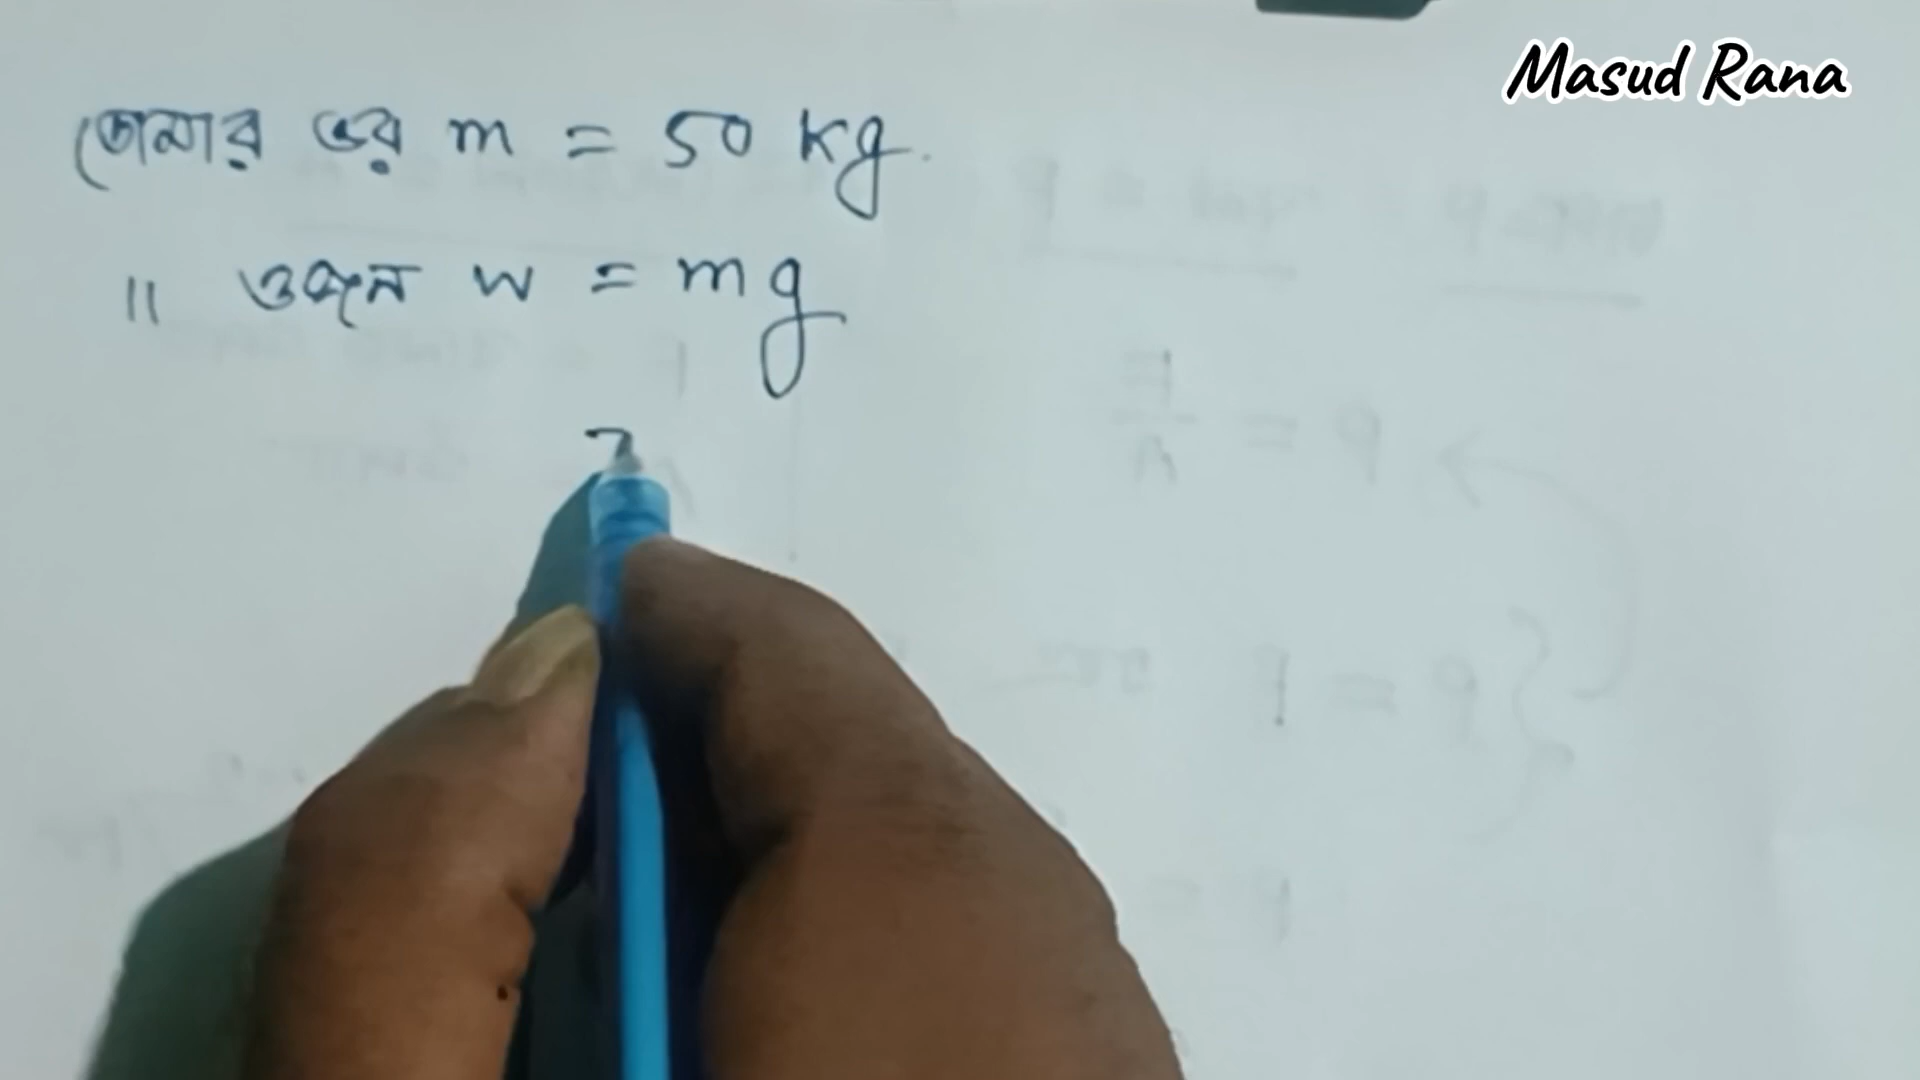 Masud Rana
তোমার ভর m = 50 kg.
" ওজন w = mg
=